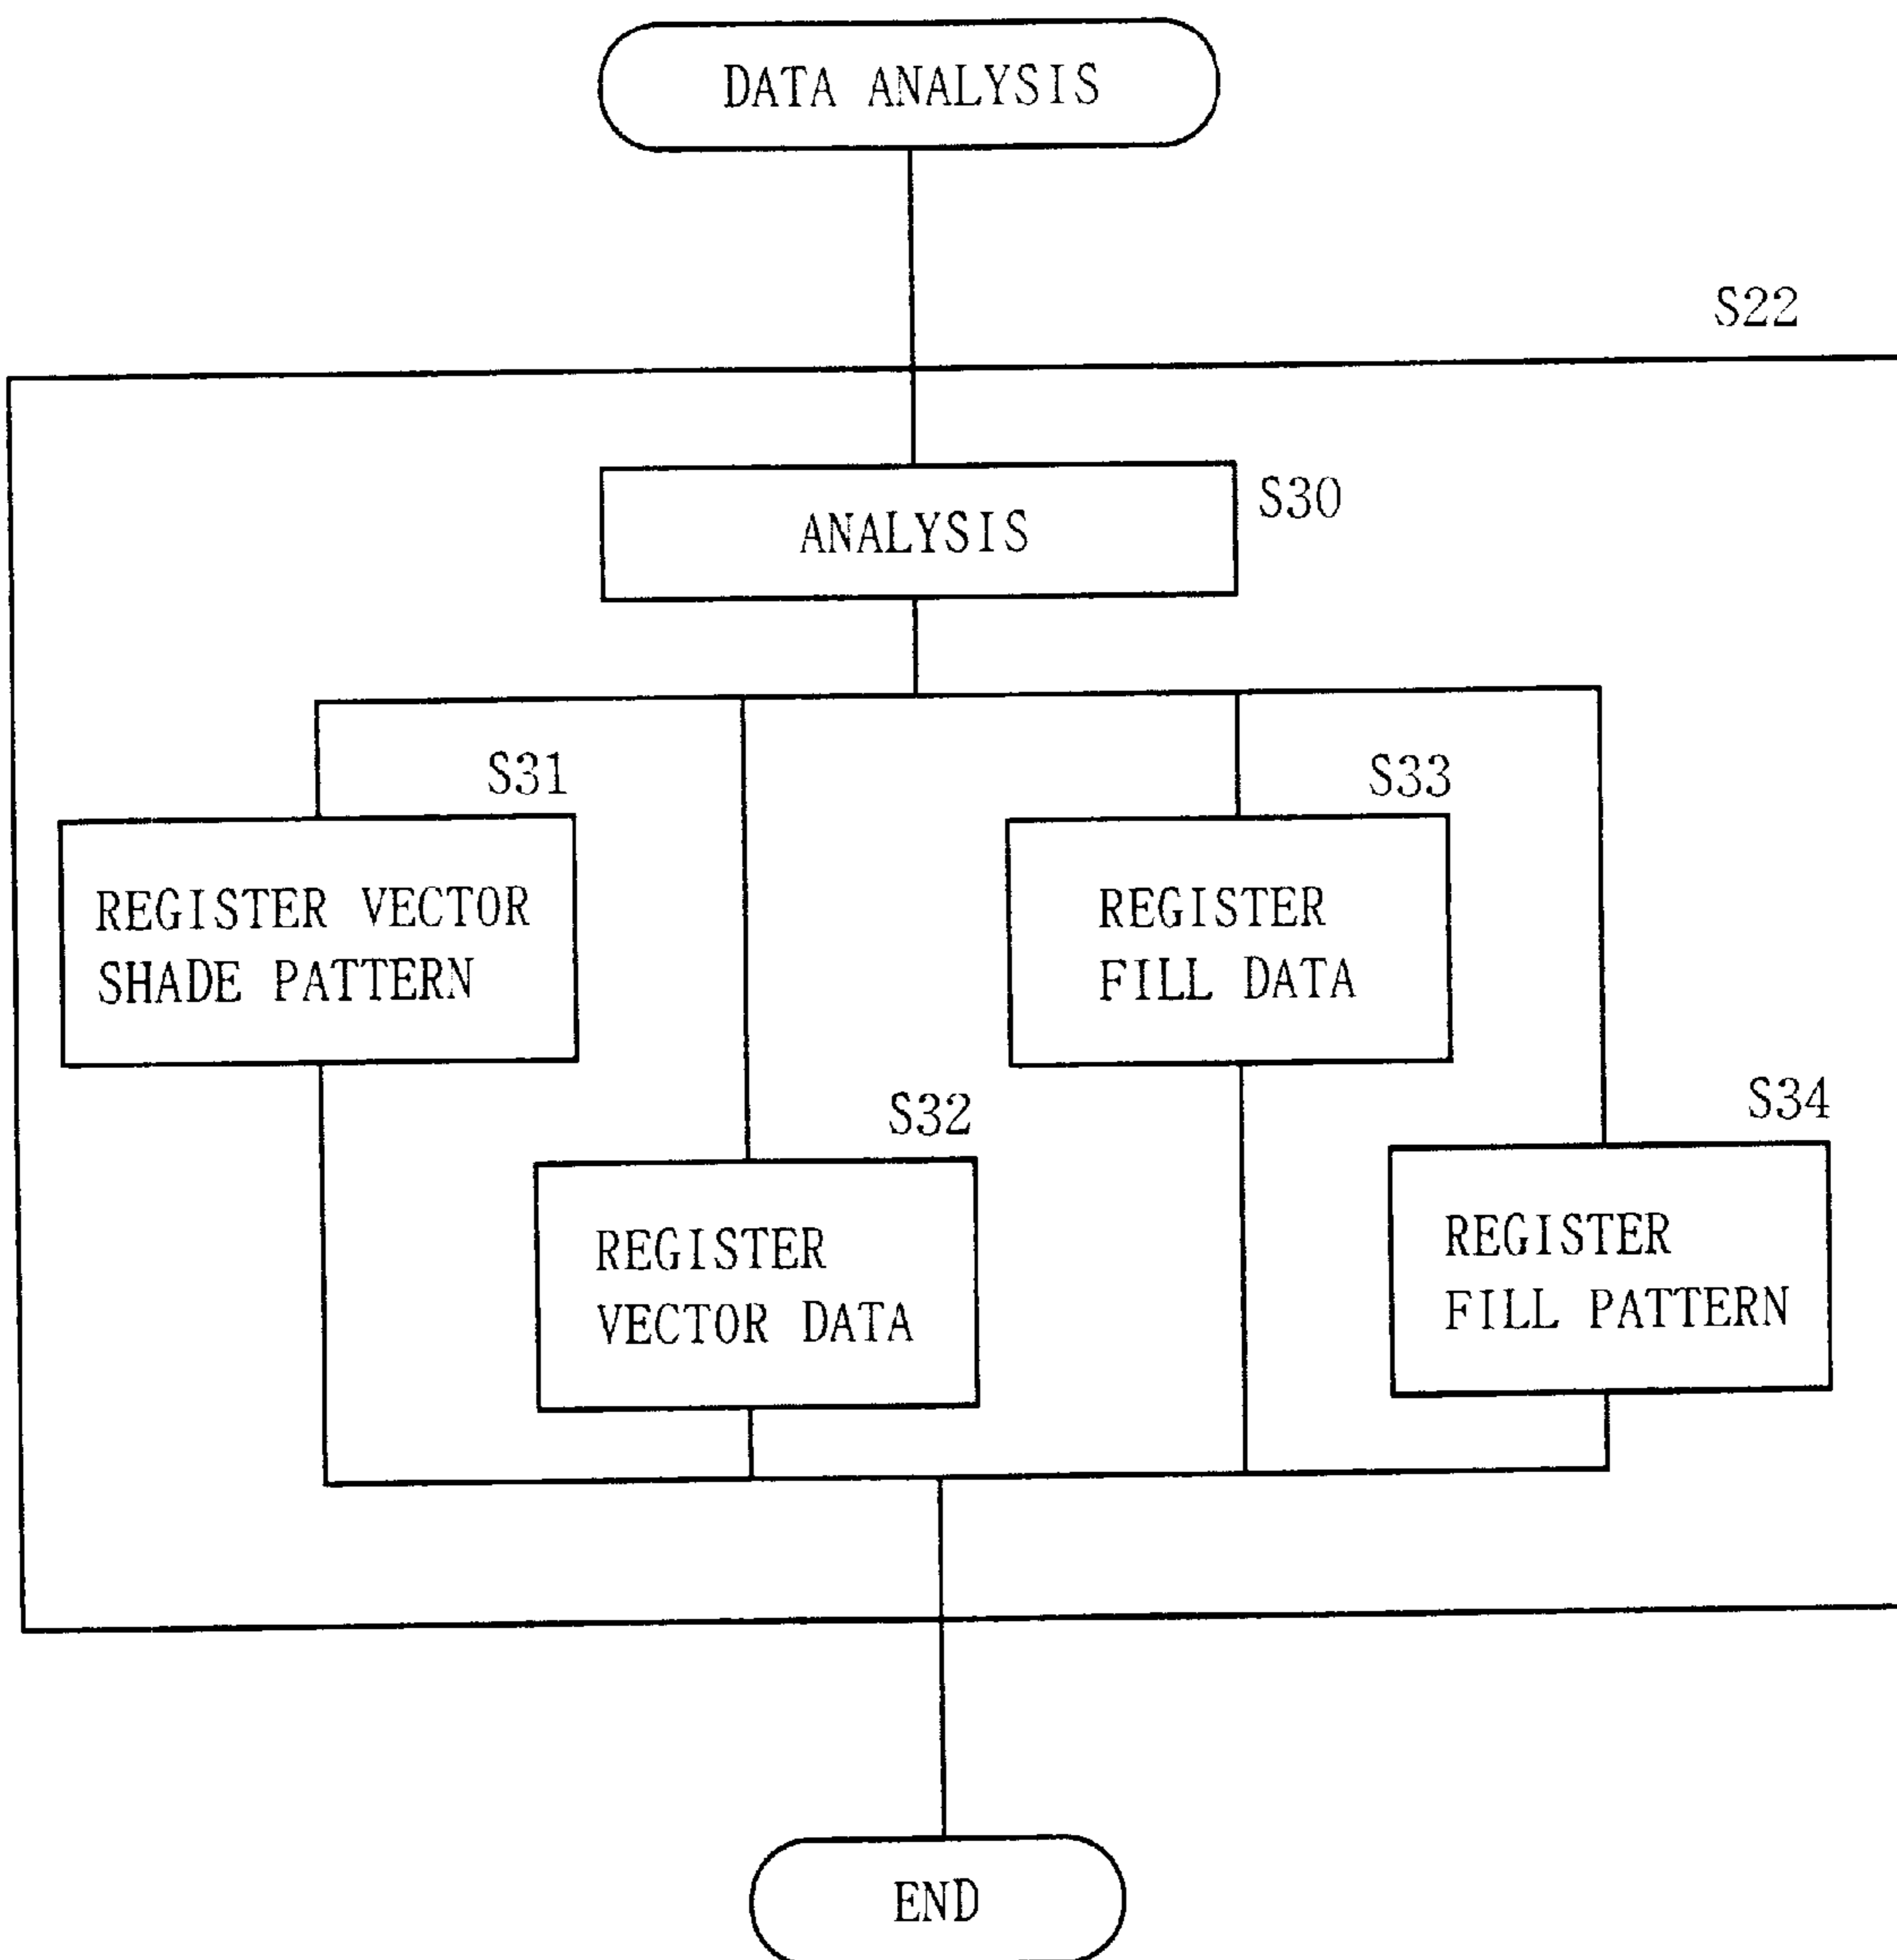 DATA ANALYSIS
S22
ANALYSIS
S30
S31
REGISTER VECTOR
SHADE PATTERN
S32
REGISTER
VECTOR DATA
S33
REGISTER
FILL DATA
S34
REGISTER
FILL PATTERN
END